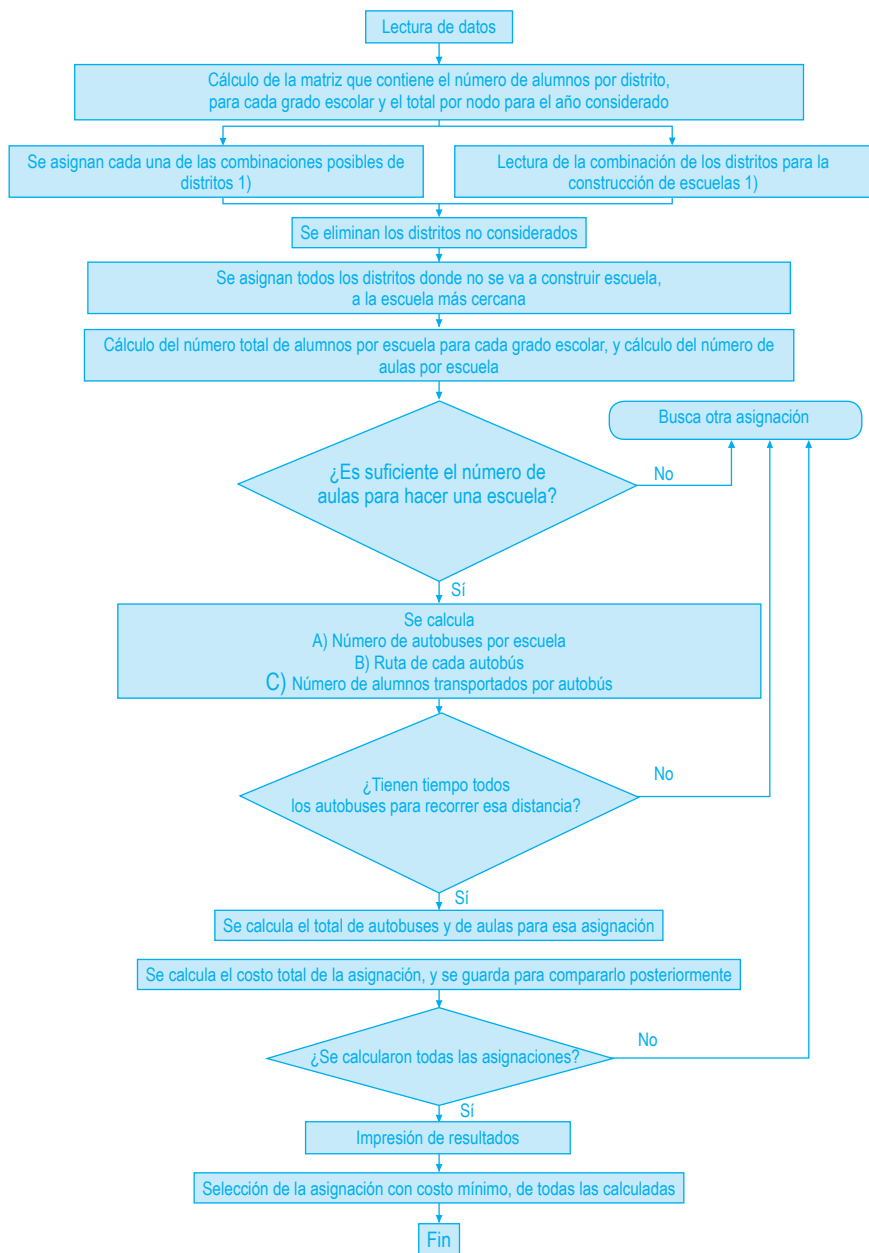 Lectura de datos
Cálculo de la matriz que contiene el número de alumnos por distrito,
para cada grado escolar y el total por nodo para el año considerado
Se asignan cada una de las combinaciones posibles de
distritos 1)
Lectura de la combinación de los distritos para la
construcción de escuelas 1)
Se eliminan los distritos no considerados
Se asignan todos los distritos donde no se va a construir escuela,
a la escuela más cercana
Cálculo del número total de alumnos por escuela para cada grado escolar, y cálculo del número de
aulas por escuela
Busca otra asignación
¿Es suficiente el número de
aulas para hacer una escuela?
No
Sí
Se calcula
A) Número de autobuses por escuela
B) Ruta de cada autobús
C) Número de alumnos transportados por autobús
¿Tienen tiempo todos
los autobuses para recorrer esa distancia?
No
Sí
Se calcula el total de autobuses y de aulas para esa asignación
Se calcula el costo total de la asignación, y se guarda para compararlo posteriormente
¿Se calcularon todas las asignaciones?
No
Sí
Impresión de resultados
Selección de la asignación con costo mínimo, de todas las calculadas
Fin